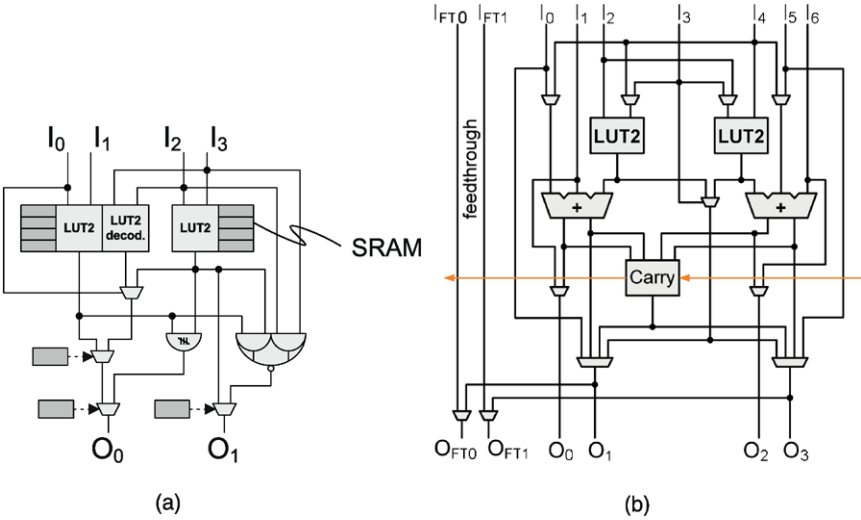 I0 I1 I2 I3
LUT2
LUT2
decod.
LUT2
SRAM
O0 O1
(a)
IFT0 IFT1 I0 I1 I2 I3 I4 I5 I6
feedthrough
LUT2 LUT2
+ +
Carry
OFT0 OFT1 O0 O1 O2 O3
(b)